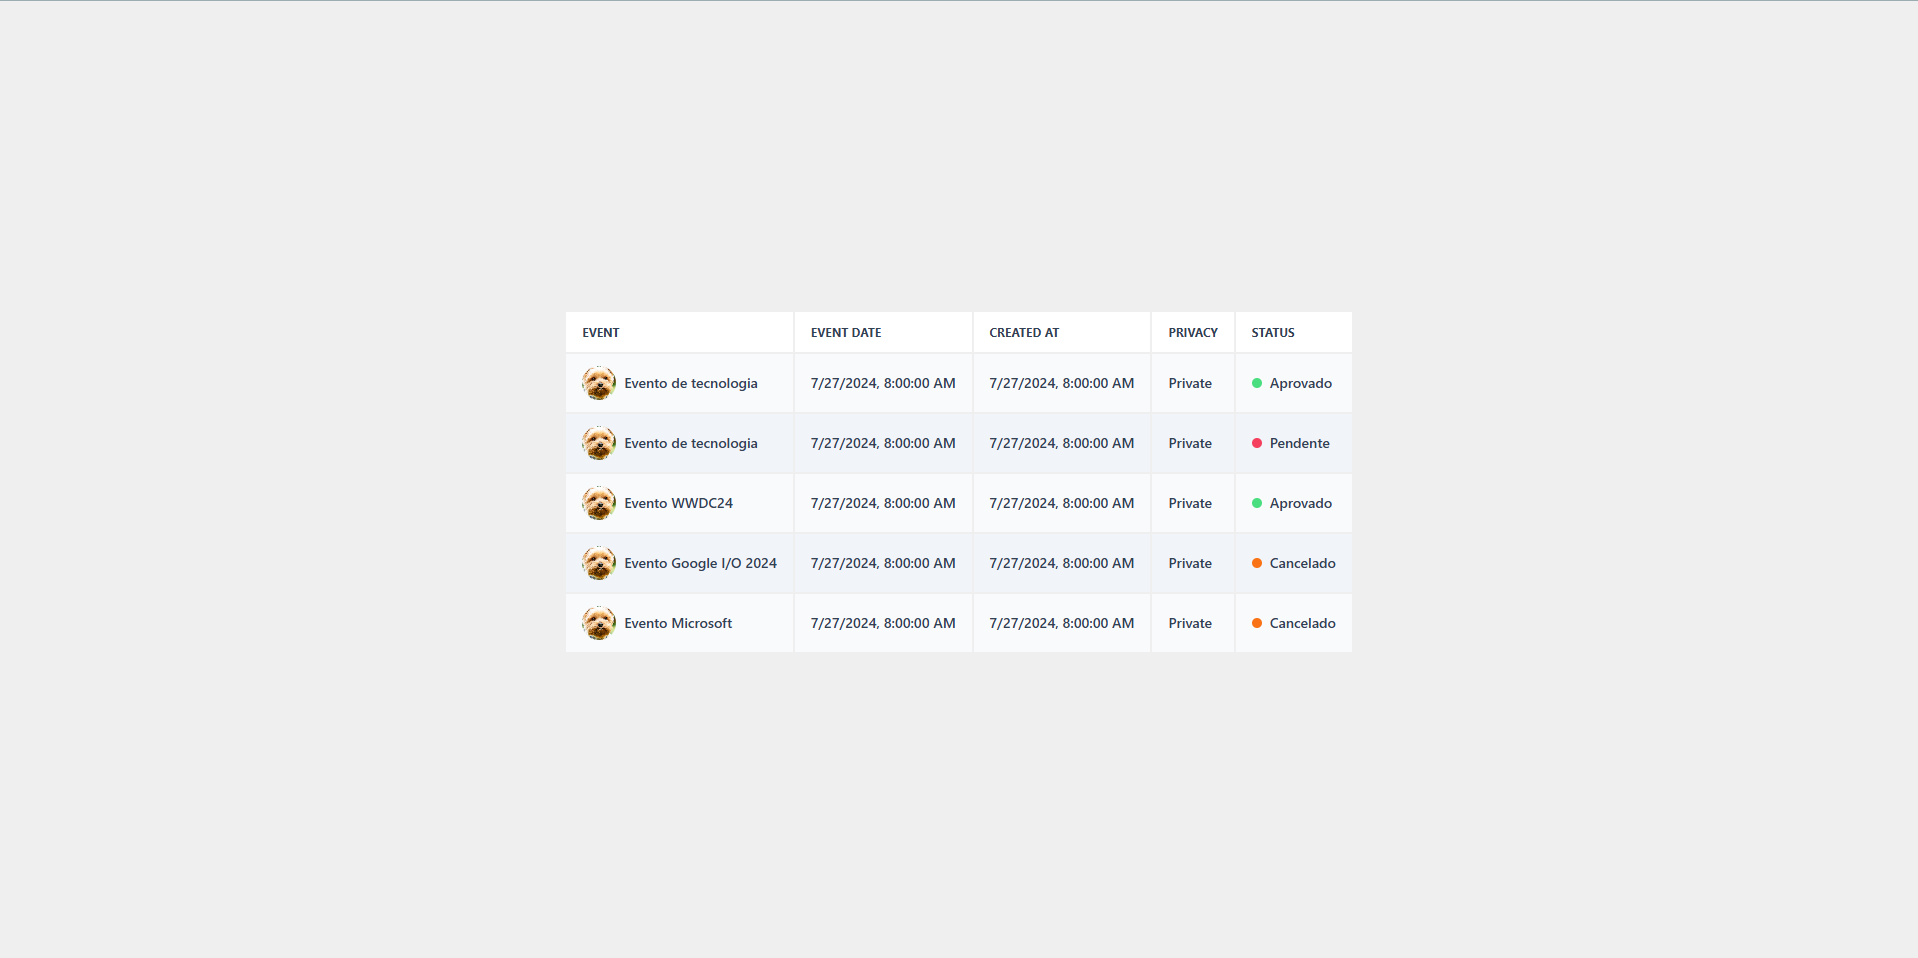 EVENT EVENT DATE CREATED AT PRIVACY STATUS
Evento de tecnologia 7/27/2024, 8:00:00 AM 7/27/2024, 8:00:00 AM Private Aprovado
Evento de tecnologia 7/27/2024, 8:00:00 AM 7/27/2024, 8:00:00 AM Private Pendente
Evento WWDC24 7/27/2024, 8:00:00 AM 7/27/2024, 8:00:00 AM Private Aprovado
Evento Google I/O 2024 7/27/2024, 8:00:00 AM 7/27/2024, 8:00:00 AM Private Cancelado
Evento Microsoft 7/27/2024, 8:00:00 AM 7/27/2024, 8:00:00 AM Private Cancelado